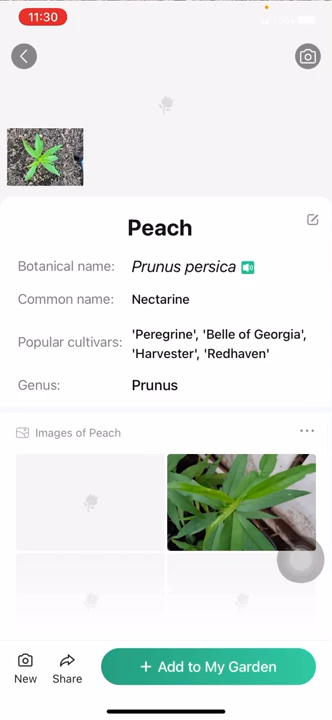 11:30
Peach
Botanical name: Prunus persica
Common name: Nectarine
Popular cultivars: 'Peregrine', 'Belle of Georgia',
'Harvester', 'Redhaven'
Genus: Prunus
Images of Peach
New
Share
+ Add to My Garden